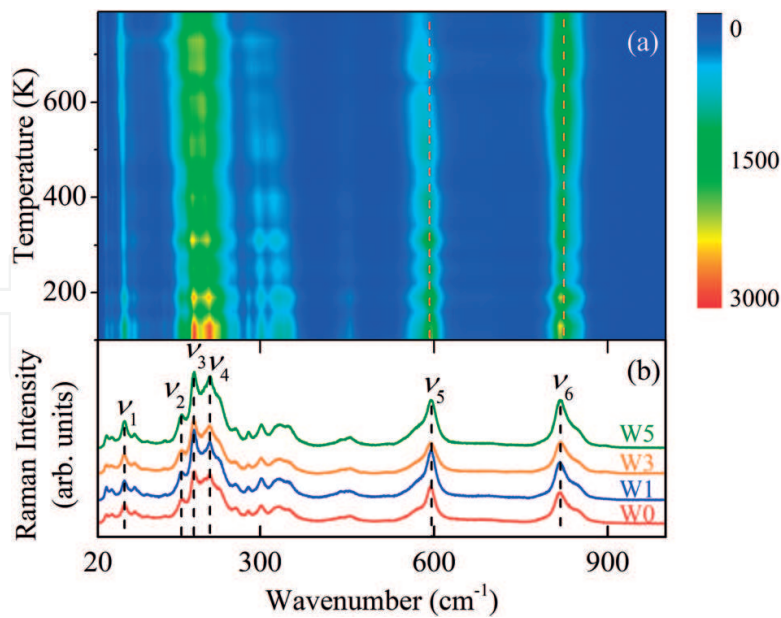 (a)
600
400
200
Temperature (K)
0
1500
3000
(b)
ν1
ν2
ν3
ν4
ν5
ν6
W5
W3
W1
W0
Raman Intensity
(arb. units)
20
300
600
900
Wavenumber (cm-1)